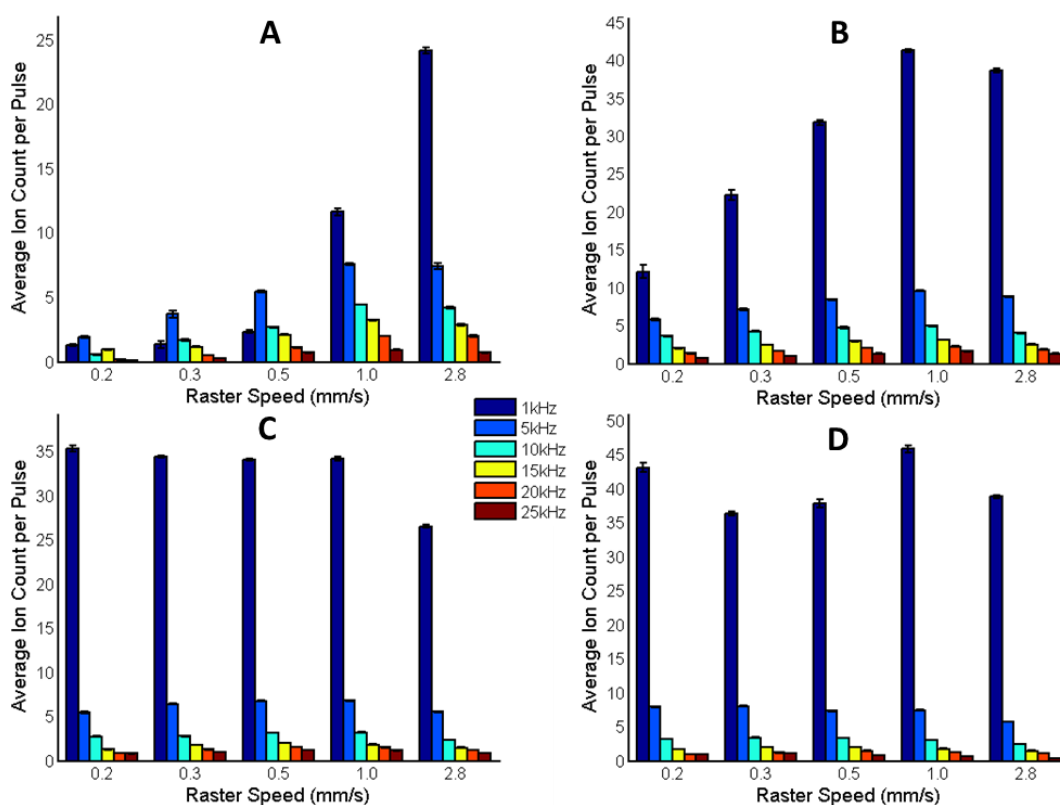 A
Average Ion Count per Pulse
25
20
15
10
5
0
0.2 0.3 0.5 1.0 2.8
Raster Speed (mm/s)
B
Average Ion Count per Pulse
45
40
35
30
25
20
15
10
5
0
0.2 0.3 0.5 1.0 2.8
Raster Speed (mm/s)
1kHz
5kHz
10kHz
15kHz
20kHz
25kHz
C
Average Ion Count per Pulse
35
30
25
20
15
10
5
0
0.2 0.3 0.5 1.0 2.8
Raster Speed (mm/s)
D
Average Ion Count per Pulse
50
45
40
35
30
25
20
15
10
5
0
0.2 0.3 0.5 1.0 2.8
Raster Speed (mm/s)